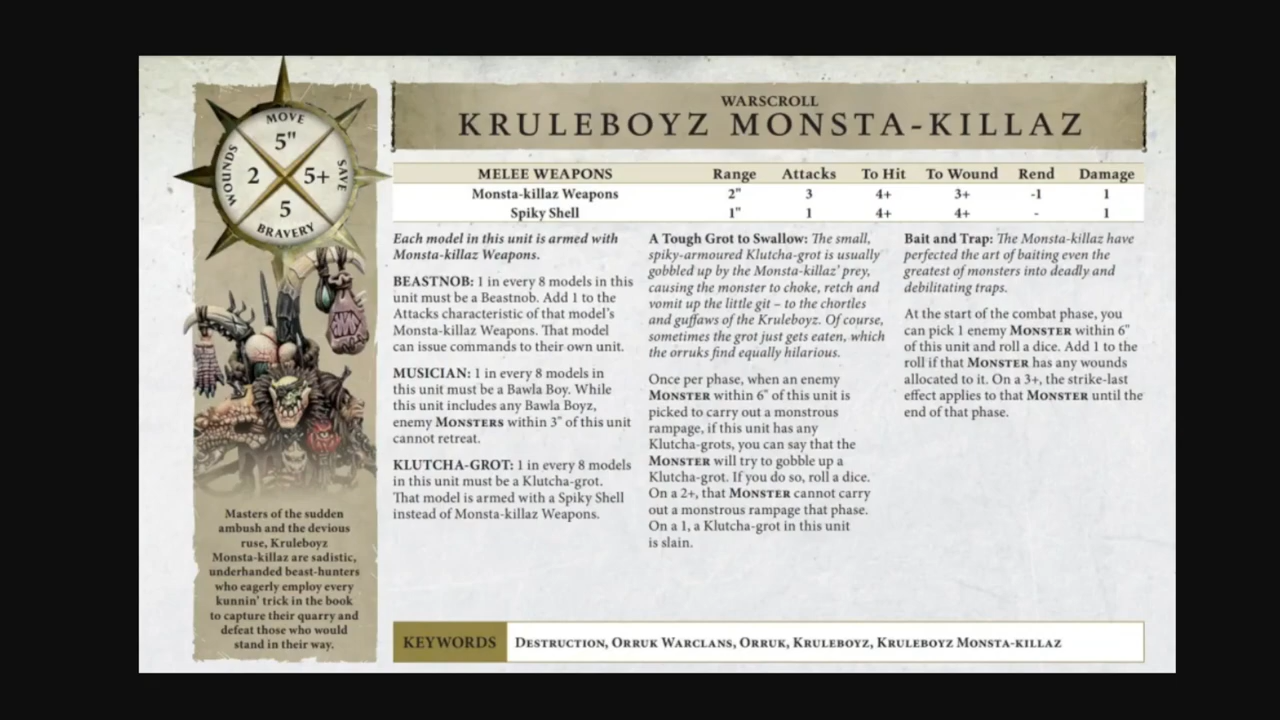 MOVE
5"
WOUNDS
2
5+
SAVE
5
BRAVERY
Masters of the sudden
ambush and the devious
ruse, Kruleboyz
Monsta-killaz are sadistic,
underhanded beast-hunters
who eagerly employ every
kunnin' trick in the book
to capture their quarry and
defeat those who would
stand in their way.
WARSCROLL
KRULEBOYZ MONSTA-KILLAZ
MELEE WEAPONS Range Attacks To Hit To Wound Rend Damage
Monsta-killaz Weapons 2" 3 4+ 3+ -1 1
Spiky Shell 1" 1 4+ 4+ - 1
Each model in this unit is armed with
Monsta-killaz Weapons.
BEASTNOB: 1 in every 8 models in this
unit must be a Beastnob. Add 1 to the
Attacks characteristic of that model's
Monsta-killaz Weapons. That model
can issue commands to their own unit.
MUSICIAN: 1 in every 8 models in
this unit must be a Bawla Boy. While
this unit includes any Bawla Boyz,
enemy MONSTERS within 3" of this unit
cannot retreat.
KLUTCHA-GROT: 1 in every 8 models
in this unit must be a Klutcha-grot.
That model is armed with a Spiky Shell
instead of Monsta-killaz Weapons.
A Tough Grot to Swallow: The small,
spiky-armoured Klutcha-grot is usually
gobbled up by the Monsta-killaz' prey,
causing the monster to choke, retch and
vomit up the little git – to the chortles
and guffaws of the Kruleboyz. Of course,
sometimes the grot just gets eaten, which
the orruks find equally hilarious.
Once per phase, when an enemy
MONSTER within 6" of this unit is
picked to carry out a monstrous
rampage, if this unit has any
Klutcha-grots, you can say that the
MONSTER will try to gobble up a
Klutcha-grot. If you do so, roll a dice.
On a 2+, that MONSTER cannot carry
out a monstrous rampage that phase.
On a 1, a Klutcha-grot in this unit
is slain.
Bait and Trap: The Monsta-killaz have
perfected the art of baiting even the
greatest of monsters into deadly and
debilitating traps.
At the start of the combat phase, you
can pick 1 enemy MONSTER within 6"
of this unit and roll a dice. Add 1 to the
roll if that MONSTER has any wounds
allocated to it. On a 3+, the strike-last
effect applies to that MONSTER until the
end of that phase.
KEYWORDS DESTRUCTION, ORRUK WARCLANS, ORRUK, KRULEBOYZ, KRULEBOYZ MONSTA-KILLAZ